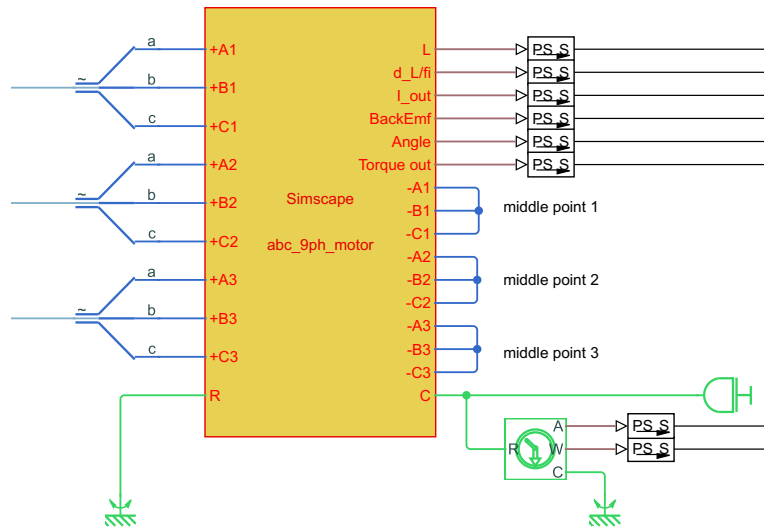 a
~
b
c
+A1
+B1
+C1
a
~
b
c
+A2
+B2
+C2
a
~
b
c
+A3
+B3
+C3
R
Simscape
abc_9ph_motor
L
d_L/fi
I_out
BackEmf
Angle
Torque out
-A1
-B1
-C1
-A2
-B2
-C2
-A3
-B3
-C3
C
PS S
PS S
PS S
PS S
PS S
PS S
middle point 1
middle point 2
middle point 3
R
A
W
C
PS S
PS S